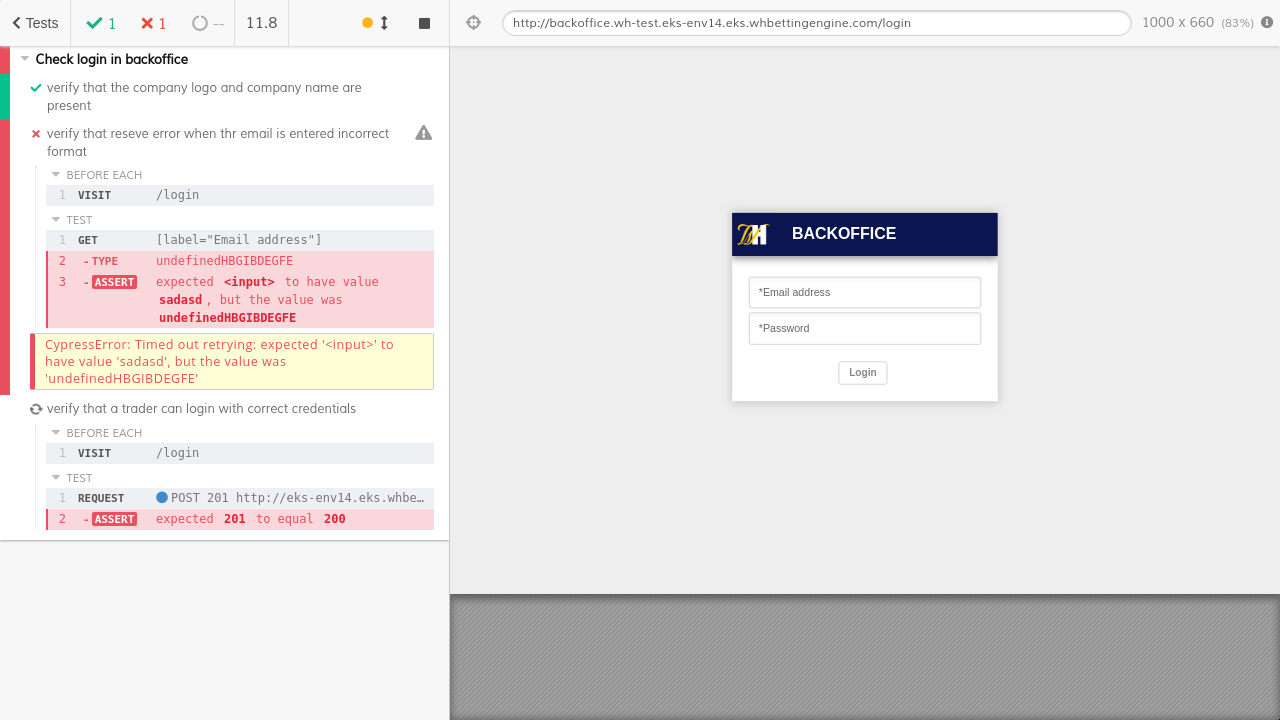 Tests
1
1
--
11.8
http://backoffice.wh-test.eks-env14.eks.whbettingengine.com/login
1000 x 660 (83%)
Check login in backoffice
verify that the company logo and company name are
present
verify that reseve error when thr email is entered incorrect
format
BEFORE EACH
1 VISIT /login
TEST
1 GET [label="Email address"]
2 - TYPE undefinedHBGIBDEGFE
3 - ASSERT expected <input> to have value
sadasd , but the value was
undefinedHBGIBDEGFE
CypressError: Timed out retrying: expected '<input>' to
have value 'sadasd', but the value was
'undefinedHBGIBDEGFE'
verify that a trader can login with correct credentials
BEFORE EACH
1 VISIT /login
TEST
1 REQUEST POST 201 http://eks-env14.eks.whbe…
2 - ASSERT expected 201 to equal 200
BACKOFFICE
*Email address
*Password
Login